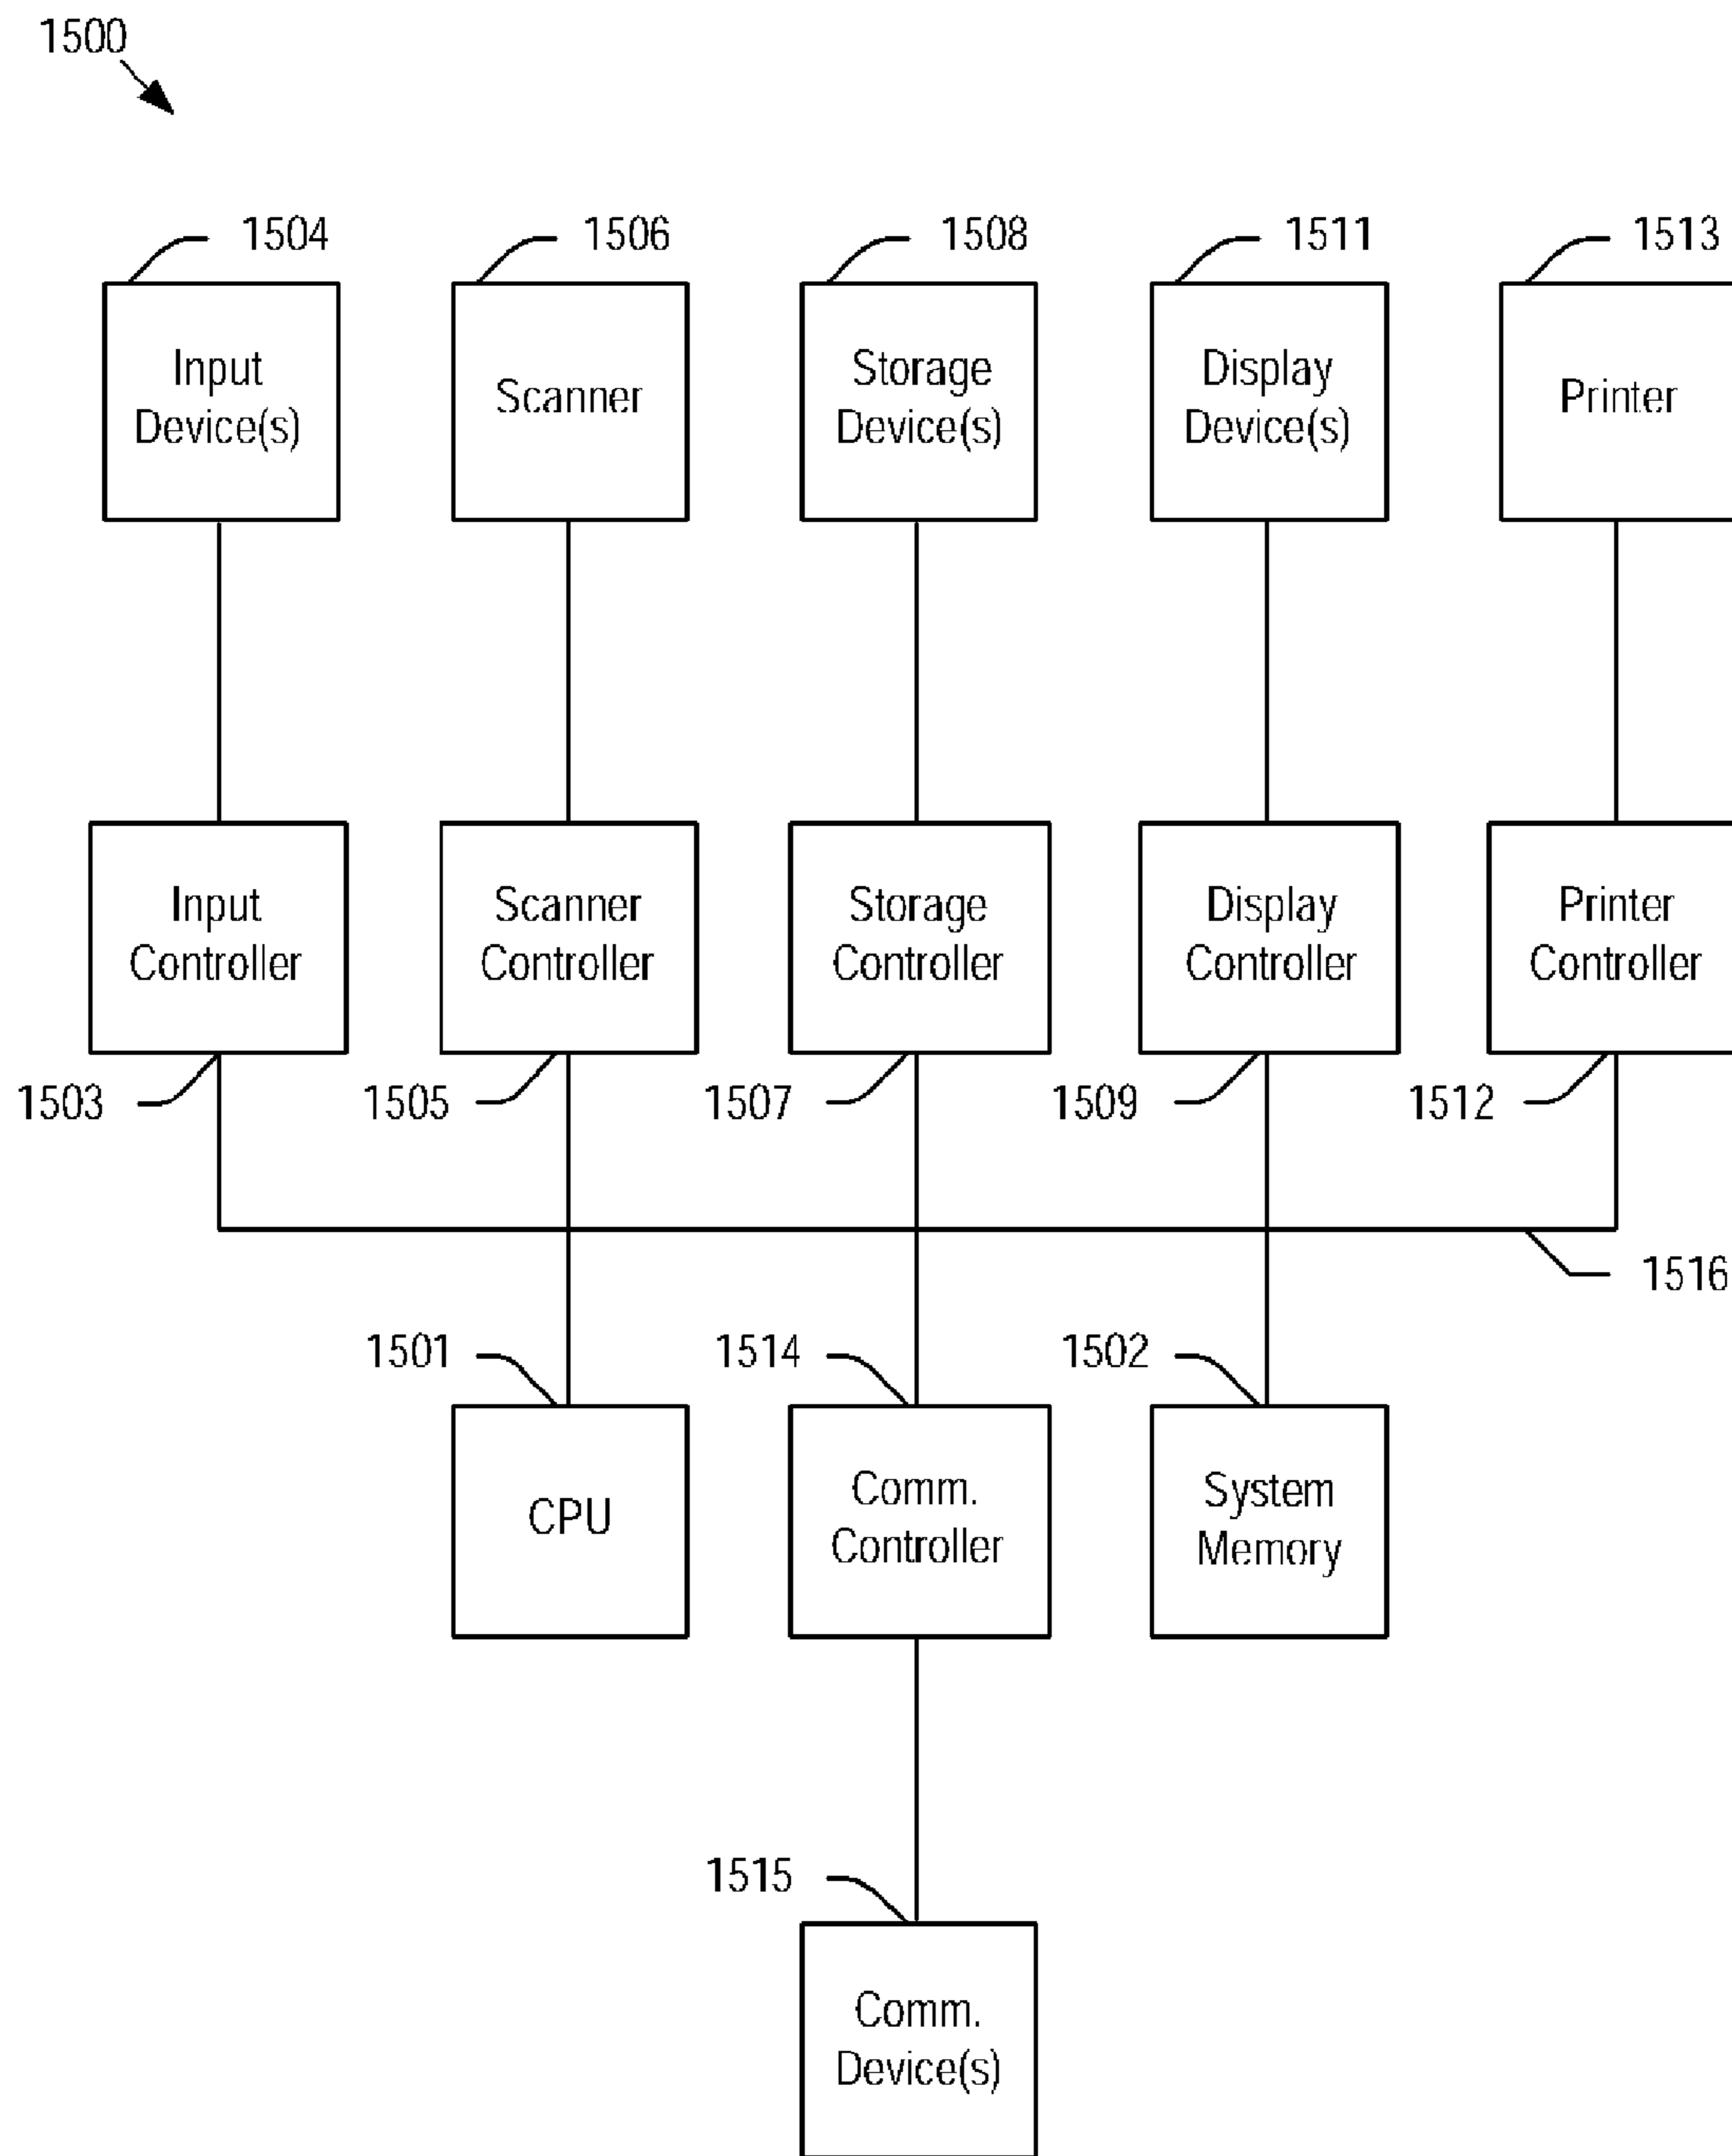 1500
1504
1506
1508
1511
1513
Input
Device(s)
Scanner
Storage
Device(s)
Display
Device(s)
Printer
Input
Controller
Scanner
Controller
Storage
Controller
Display
Controller
Printer
Controller
1503
1505
1507
1509
1512
1516
1501
1514
1502
CPU
Comm.
Controller
System
Memory
1515
Comm.
Device(s)